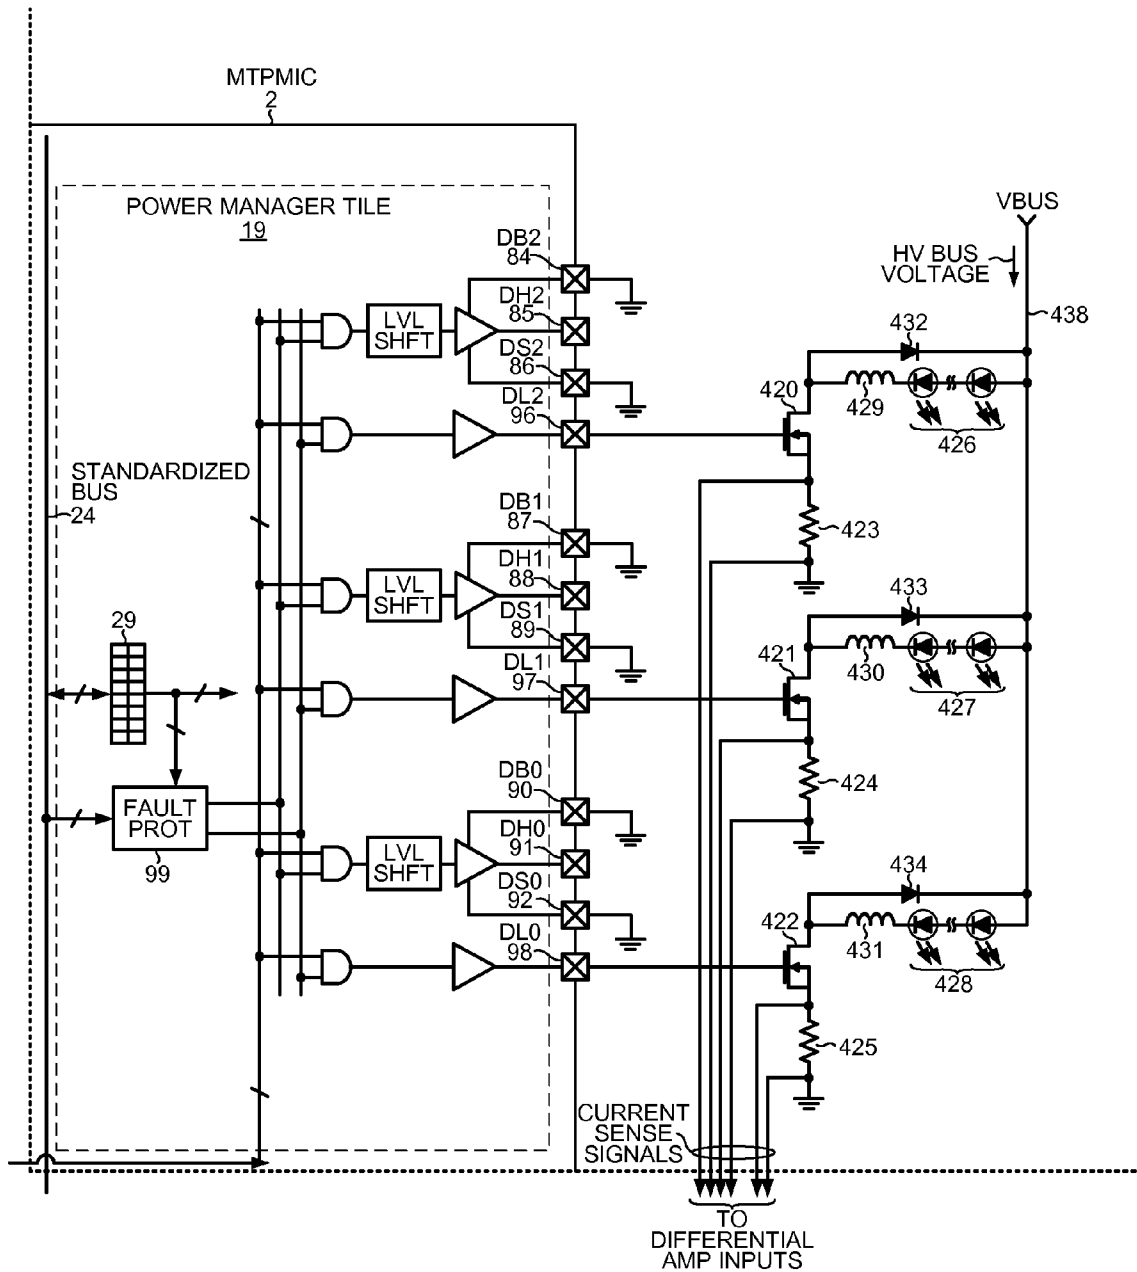 MTPMIC
2
POWER MANAGER TILE
19
VBUS
HV BUS
VOLTAGE
438
DB2
84
DH2
85
DS2
86
DL2
96
LVL
SHFT
432
420
429
426
STANDARDIZED
BUS
24
423
DB1
87
DH1
88
DS1
89
DL1
97
LVL
SHFT
433
421
430
427
29
424
FAULT
PROT
99
DB0
90
DH0
91
DS0
92
DL0
98
LVL
SHFT
434
422
431
428
425
CURRENT
SENSE
SIGNALS
TO
DIFFERENTIAL
AMP INPUTS